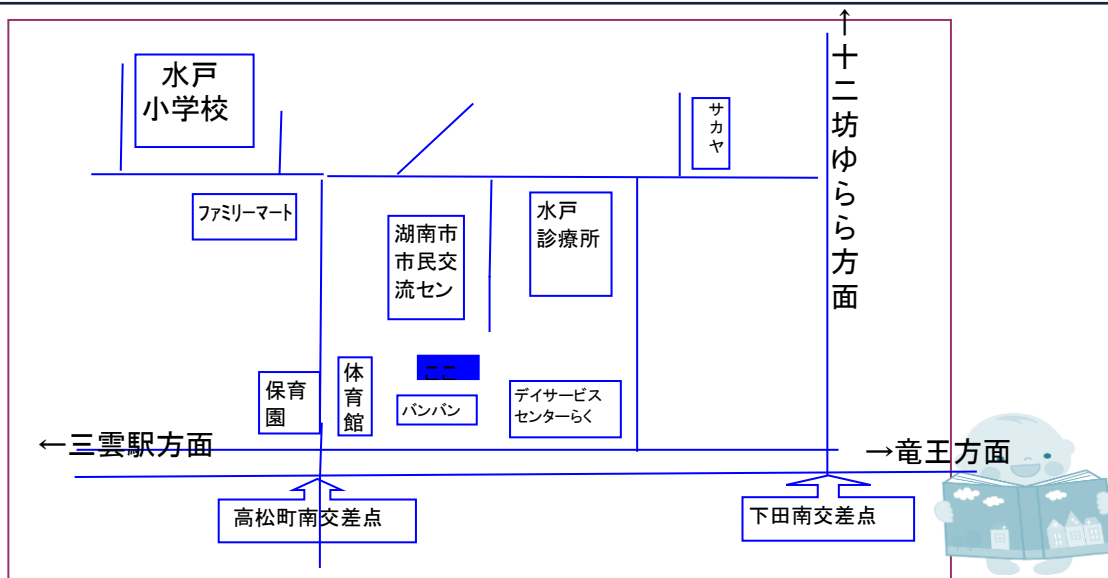 水戸
小学校
↑十二坊ゆらら方面
サカヤ
ファミリーマート
湖南市
市民交
流セン
水戸
診療所
保育
園
体育館
ここ
バンバン
デイサービス
センターらく
←三雲駅方面
→竜王方面
高松町南交差点
下田南交差点